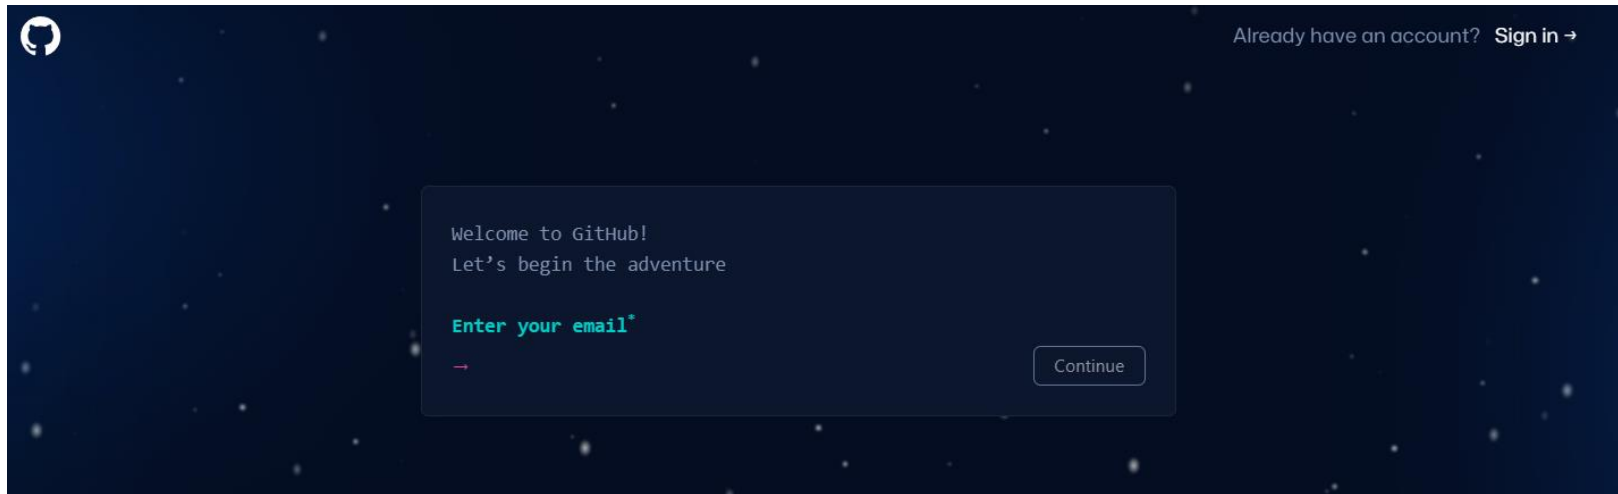 Already have an account? Sign in →
Welcome to GitHub!
Let’s begin the adventure
Enter your email*
→
Continue